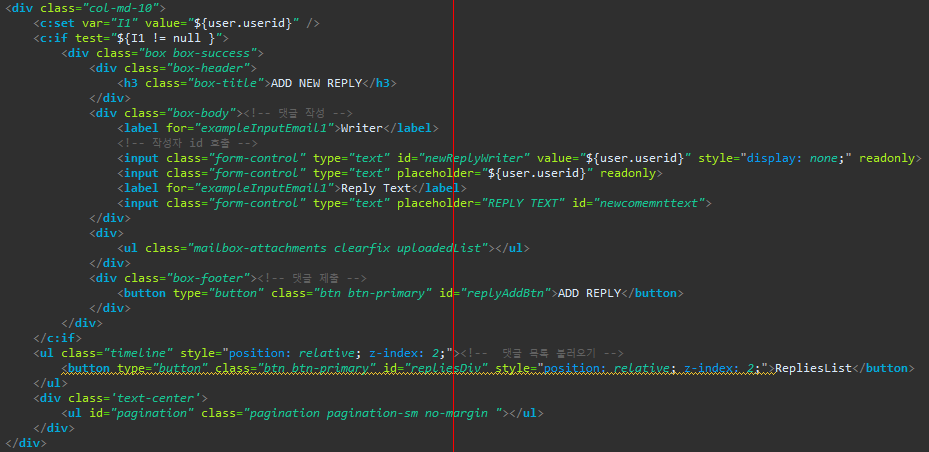 <div class="col-md-10">
<c:set var="I1" value="${user.userid}" />
<c:if test="${I1 != null }">
<div class="box box-success">
<div class="box-header">
<h3 class="box-title">ADD NEW REPLY</h3>
</div>
<div class="box-body"><!-- 댓글 작성 -->
<label for="exampleInputEmail1">Writer</label>
<!-- 작성자 id 호출 -->
<input class="form-control" type="text" id="newReplyWriter" value="${user.userid}" style="display: none;" readonly>
<input class="form-control" type="text" placeholder="${user.userid}" readonly>
<label for="exampleInputEmail1">Reply Text</label>
<input class="form-control" type="text" placeholder="REPLY TEXT" id="newcomemnttext">
</div>
<div>
<ul class="mailbox-attachments clearfix uploadedList"></ul>
</div>
<div class="box-footer"><!-- 댓글 제출 -->
<button type="button" class="btn btn-primary" id="replyAddBtn">ADD REPLY</button>
</div>
</div>
</c:if>
<ul class="timeline" style="position: relative; z-index: 2;"><!--  댓글 목록 불러오기 -->
<button type="button" class="btn btn-primary" id="repliesDiv" style="position: relative; z-index: 2;">RepliesList</button>
</ul>
<div class='text-center'>
<ul id="pagination" class="pagination pagination-sm no-margin "></ul>
</div>
</div>